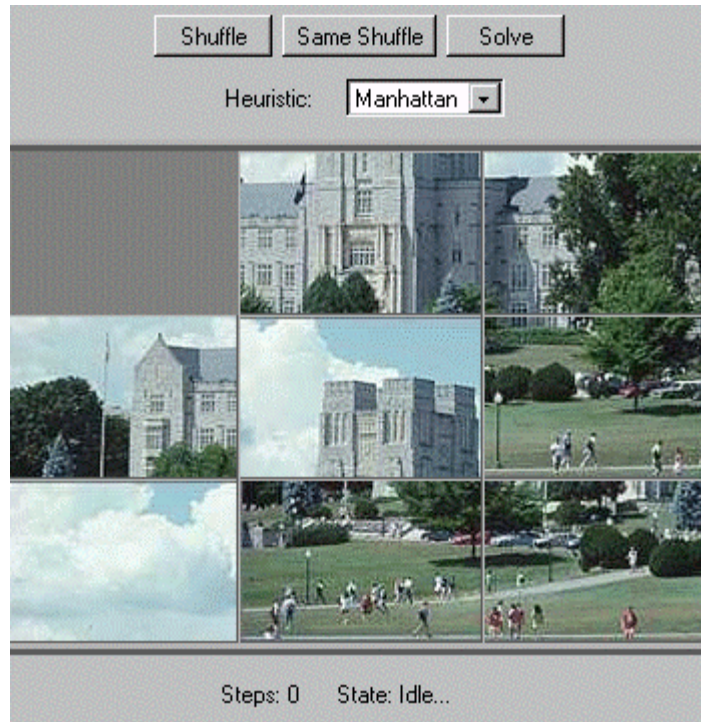 Shuffle Same Shuffle Solve
Heuristic: Manhattan
Steps: 0 State: Idle...